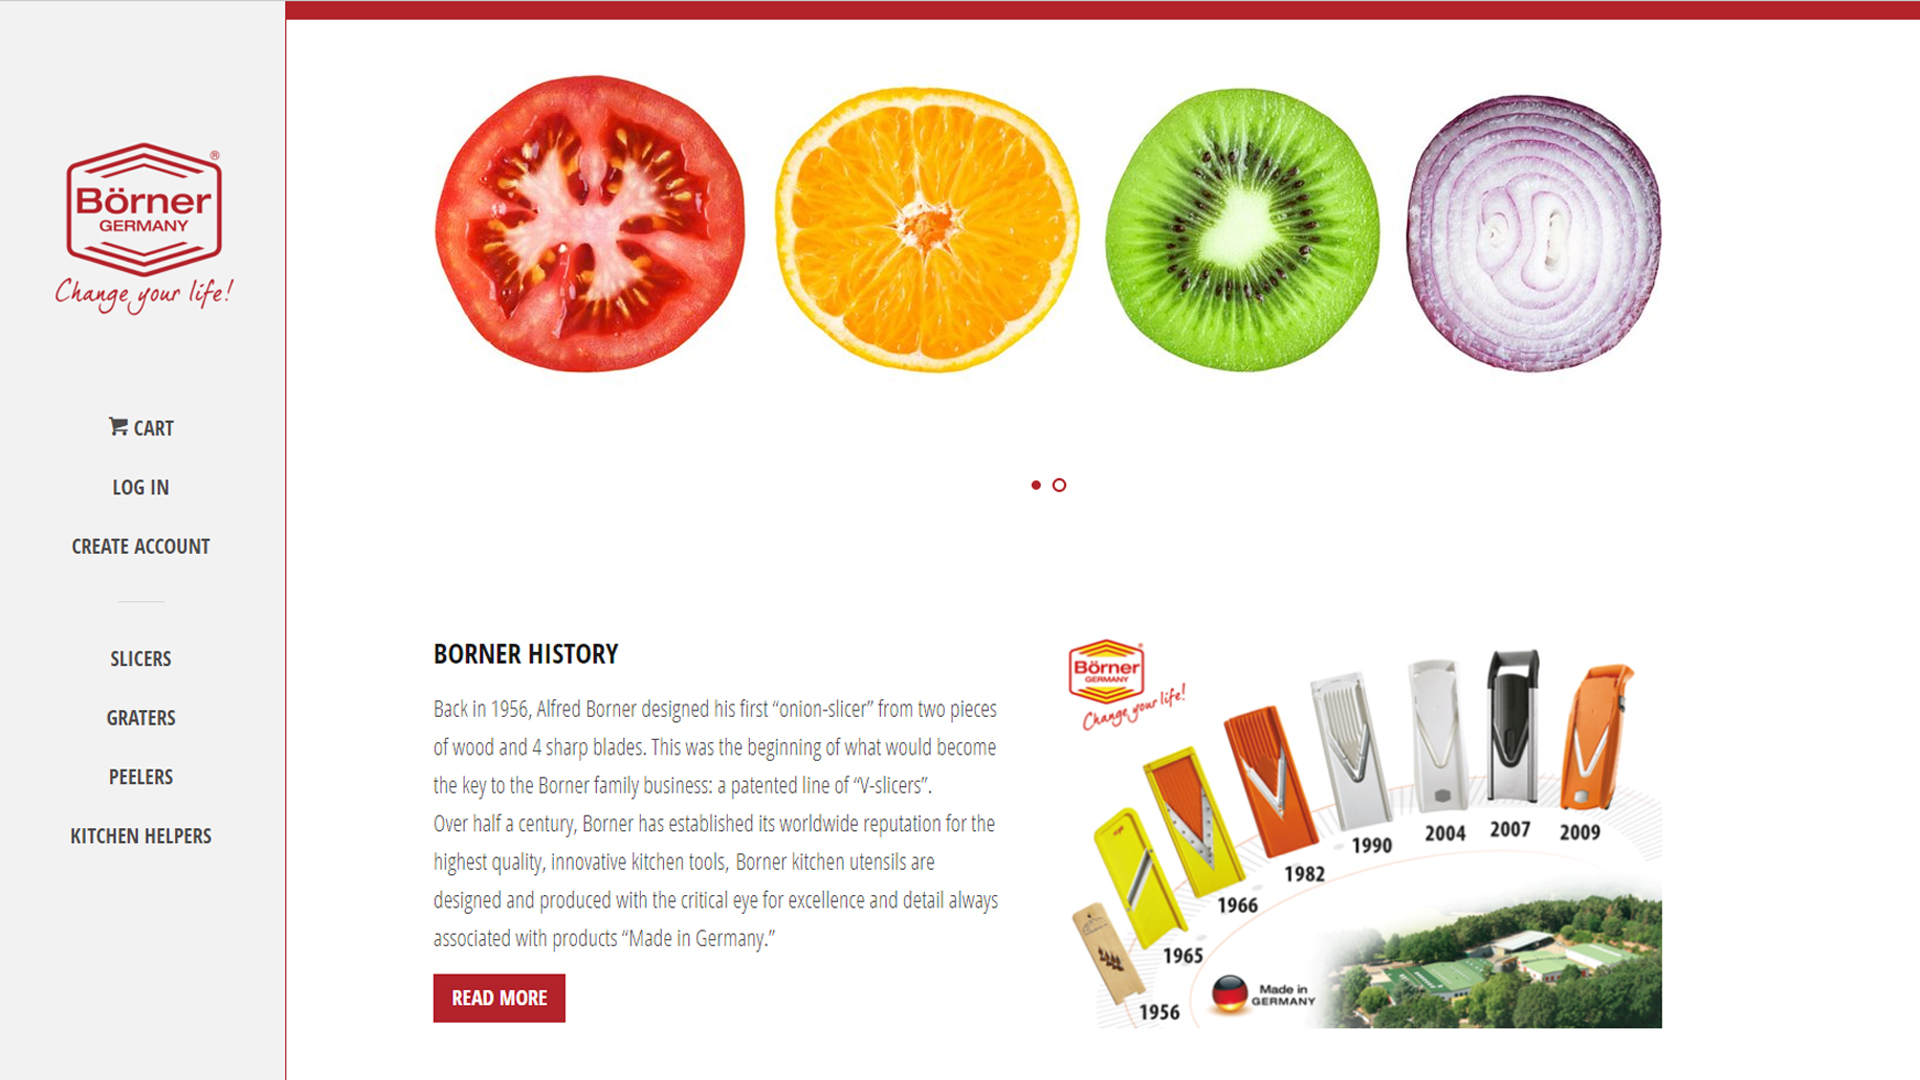 Börner®
GERMANY
Change your life!
CART
LOG IN
CREATE ACCOUNT
SLICERS
GRATERS
PEELERS
KITCHEN HELPERS
BORNER HISTORY
Back in 1956, Alfred Borner designed his first “onion-slicer” from two pieces
of wood and 4 sharp blades. This was the beginning of what would become
the key to the Borner family business: a patented line of “V-slicers”.
Over half a century, Borner has established its worldwide reputation for the
highest quality, innovative kitchen tools, Borner kitchen utensils are
designed and produced with the critical eye for excellence and detail always
associated with products “Made in Germany.”
READ MORE
Börner
GERMANY
Change your life!
1956
1965
1966
1982
1990
2004
2007
2009
Made in
GERMANY